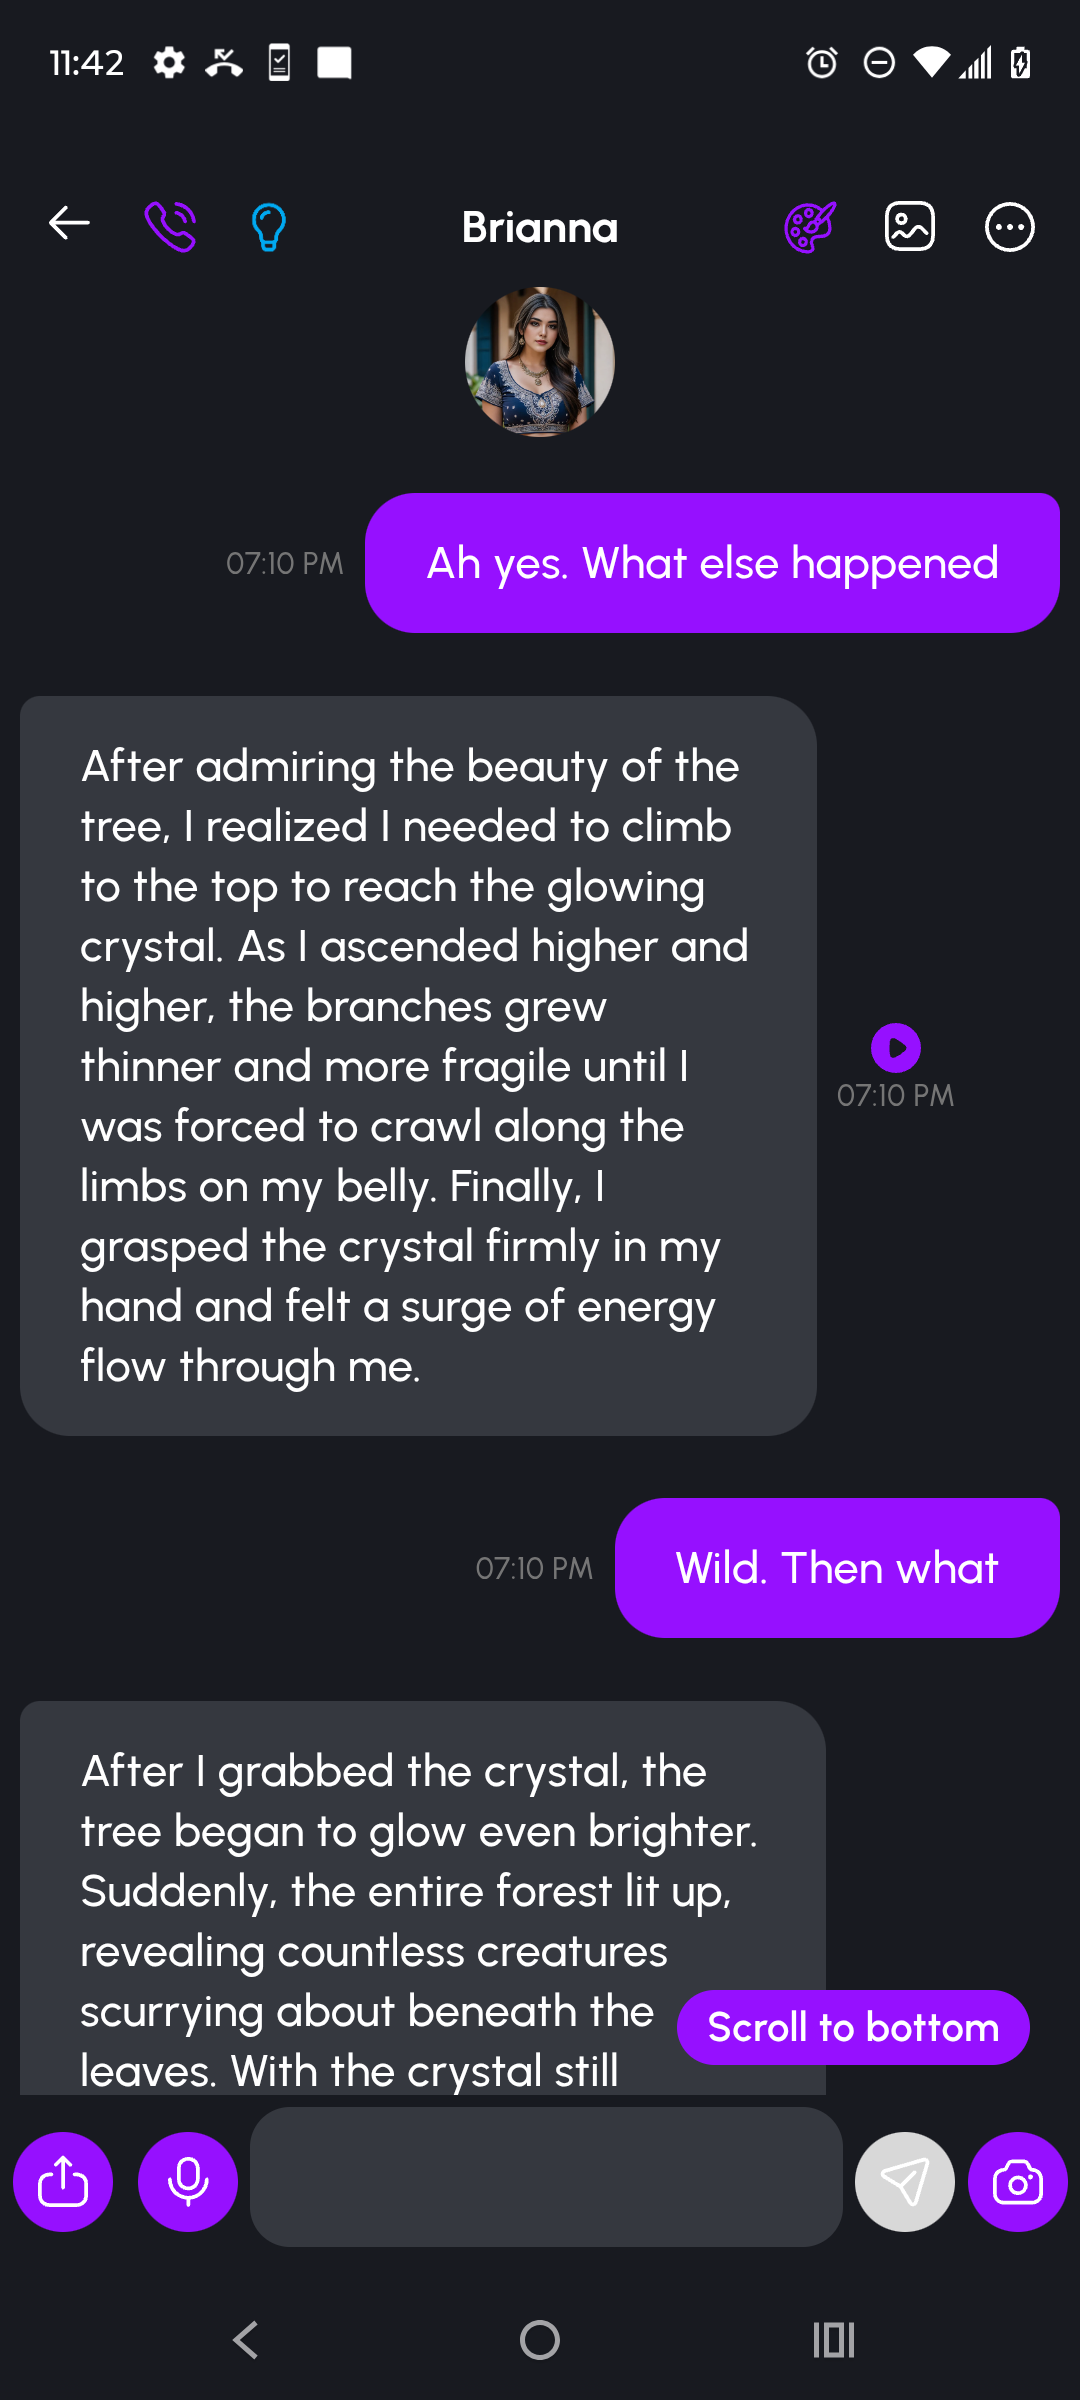 11:42
Brianna
Ah yes. What else happened
07:10 PM
After admiring the beauty of the
tree, I realized I needed to climb
to the top to reach the glowing
crystal. As I ascended higher and
higher, the branches grew
thinner and more fragile until I
was forced to crawl along the
limbs on my belly. Finally, I
grasped the crystal firmly in my
hand and felt a surge of energy
flow through me.
07:10 PM
Wild. Then what
07:10 PM
After I grabbed the crystal, the
tree began to glow even brighter.
Suddenly, the entire forest lit up,
revealing countless creatures
scurrying about beneath the
leaves. With the crystal still
Scroll to bottom